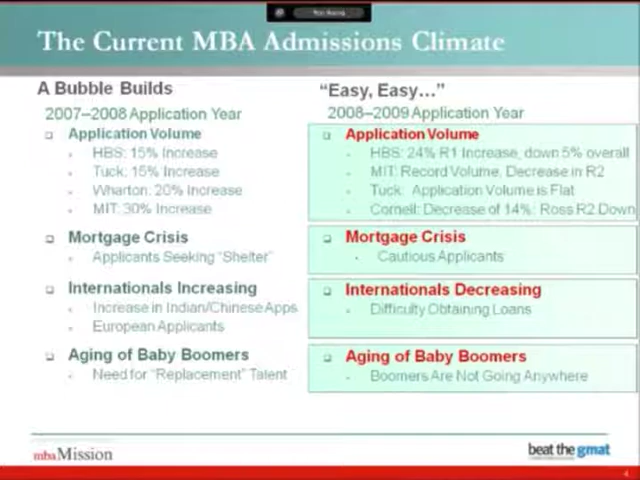 The Current MBA Admissions Climate
A Bubble Builds
2007–2008 Application Year
Application Volume
HBS: 15% Increase
Tuck: 15% Increase
Wharton: 20% Increase
MIT: 30% Increase
Mortgage Crisis
Applicants Seeking “Shelter”
Internationals Increasing
Increase in Indian/Chinese Apps
European Applicants
Aging of Baby Boomers
Need for “Replacement” Talent
“Easy, Easy…”
2008–2009 Application Year
Application Volume
HBS: 24% R1 Increase, down 5% overall
MIT: Record Volume, Decrease in R2
Tuck: Application Volume is Flat
Cornell: Decrease of 14%: Ross R2 Down
Mortgage Crisis
Cautious Applicants
Internationals Decreasing
Difficulty Obtaining Loans
Aging of Baby Boomers
Boomers Are Not Going Anywhere
mbaMission
beat the gmat
4